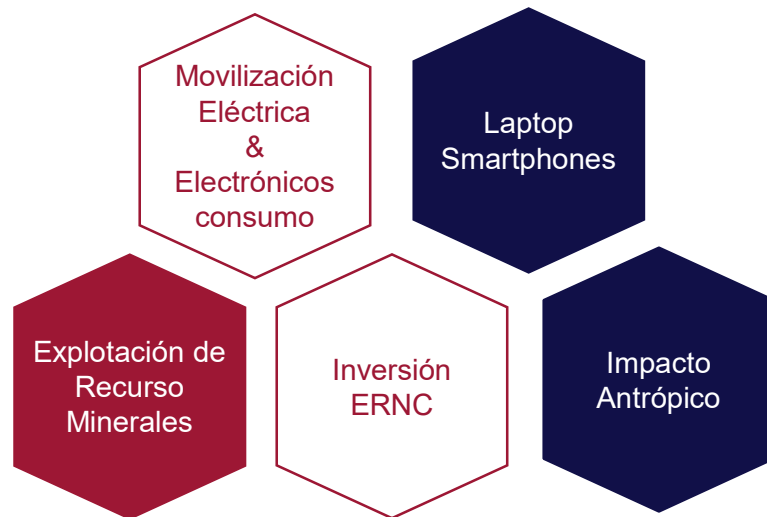 Movilización
Eléctrica
&
Electrónicos
consumo
Laptop
Smartphones
Explotación de
Recurso
Minerales
Inversión
ERNC
Impacto
Antrópico